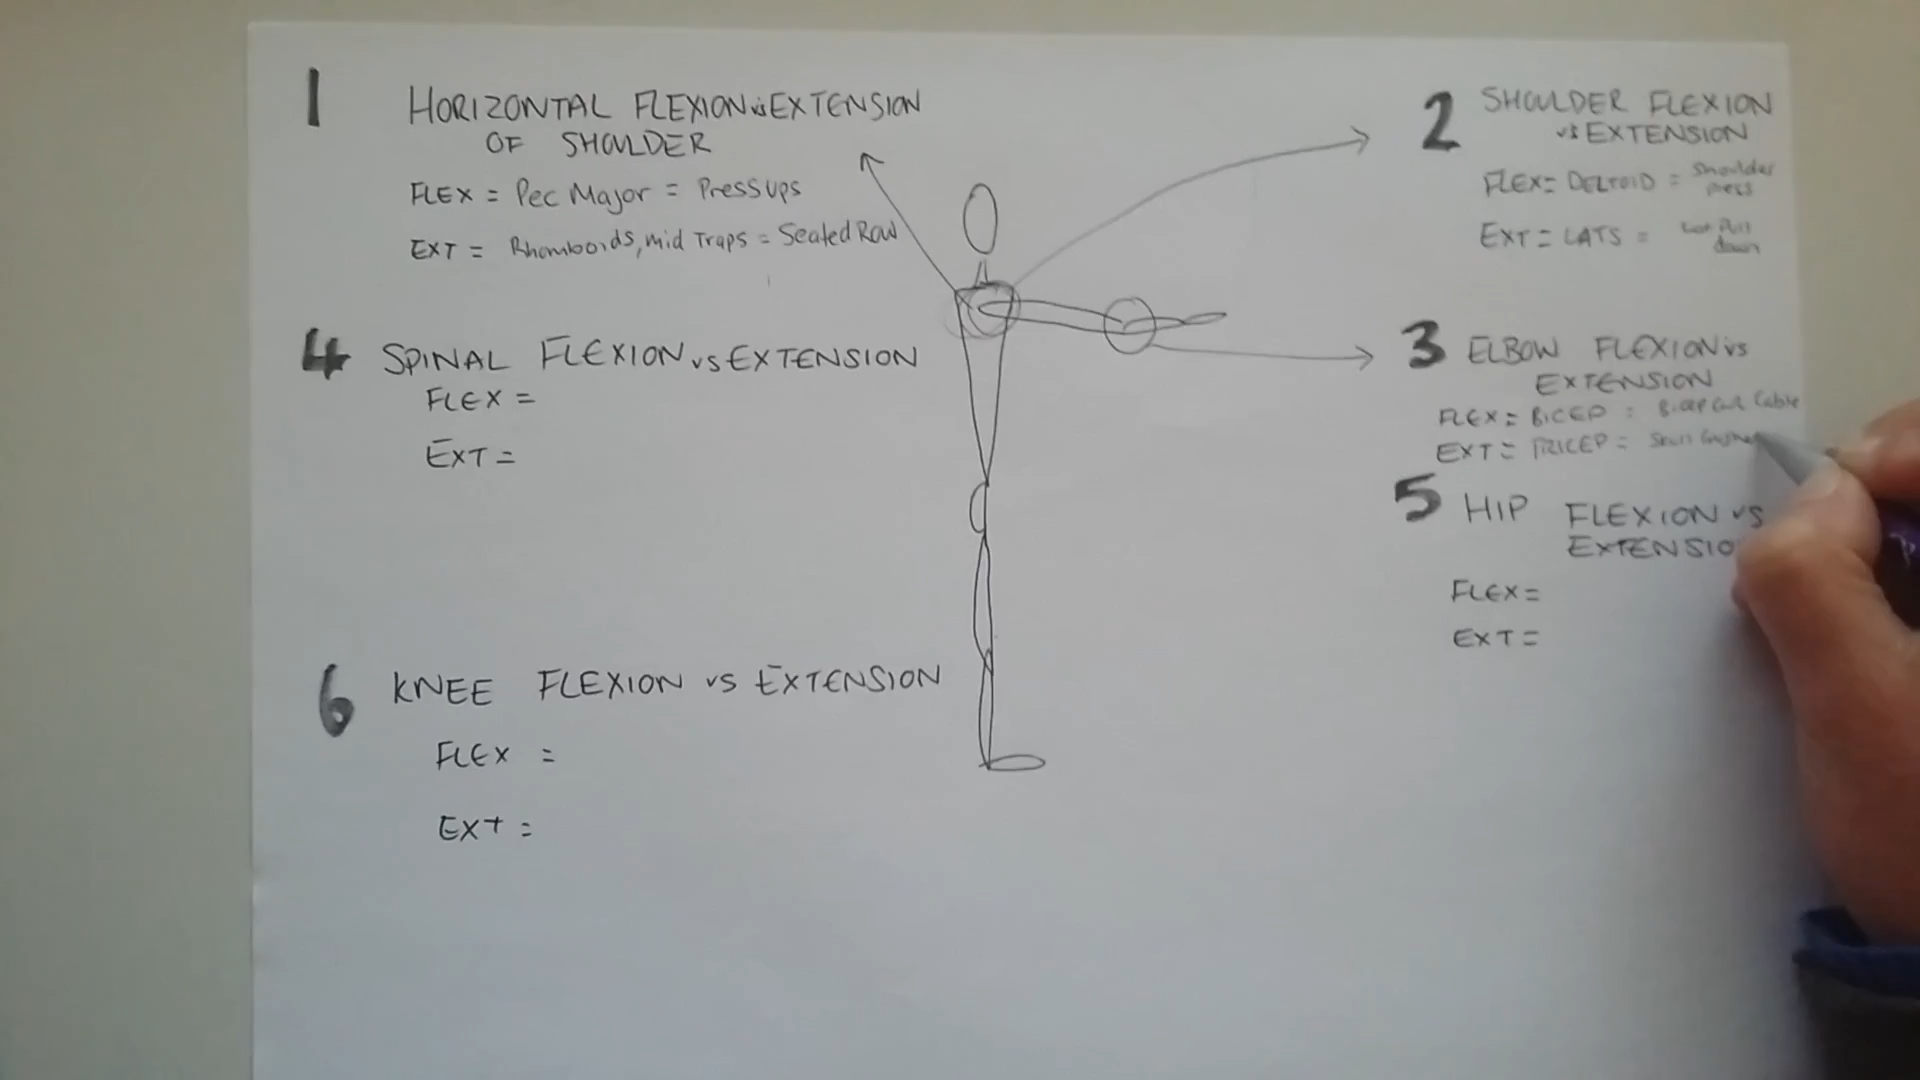 1
HORIZONTAL FLEXION vs EXTENSION
OF SHOULDER
FLEX = Pec Major = Press ups
EXT = Rhomboids, mid Traps = Seated Row
2
SHOULDER FLEXION
vs EXTENSION
FLEX = DELTOID = Shoulder
press
EXT = LATS = Lat Pull
down
3
ELBOW FLEXION vs
EXTENSION
FLEX = BICEP = Bicep Curl Cable
EXT = TRICEP = Skull
4
SPINAL FLEXION vs EXTENSION
FLEX =
EXT =
5
HIP FLEXION vs
EXTENSIO
FLEX =
EXT =
6
KNEE FLEXION vs EXTENSION
FLEX =
EXT =